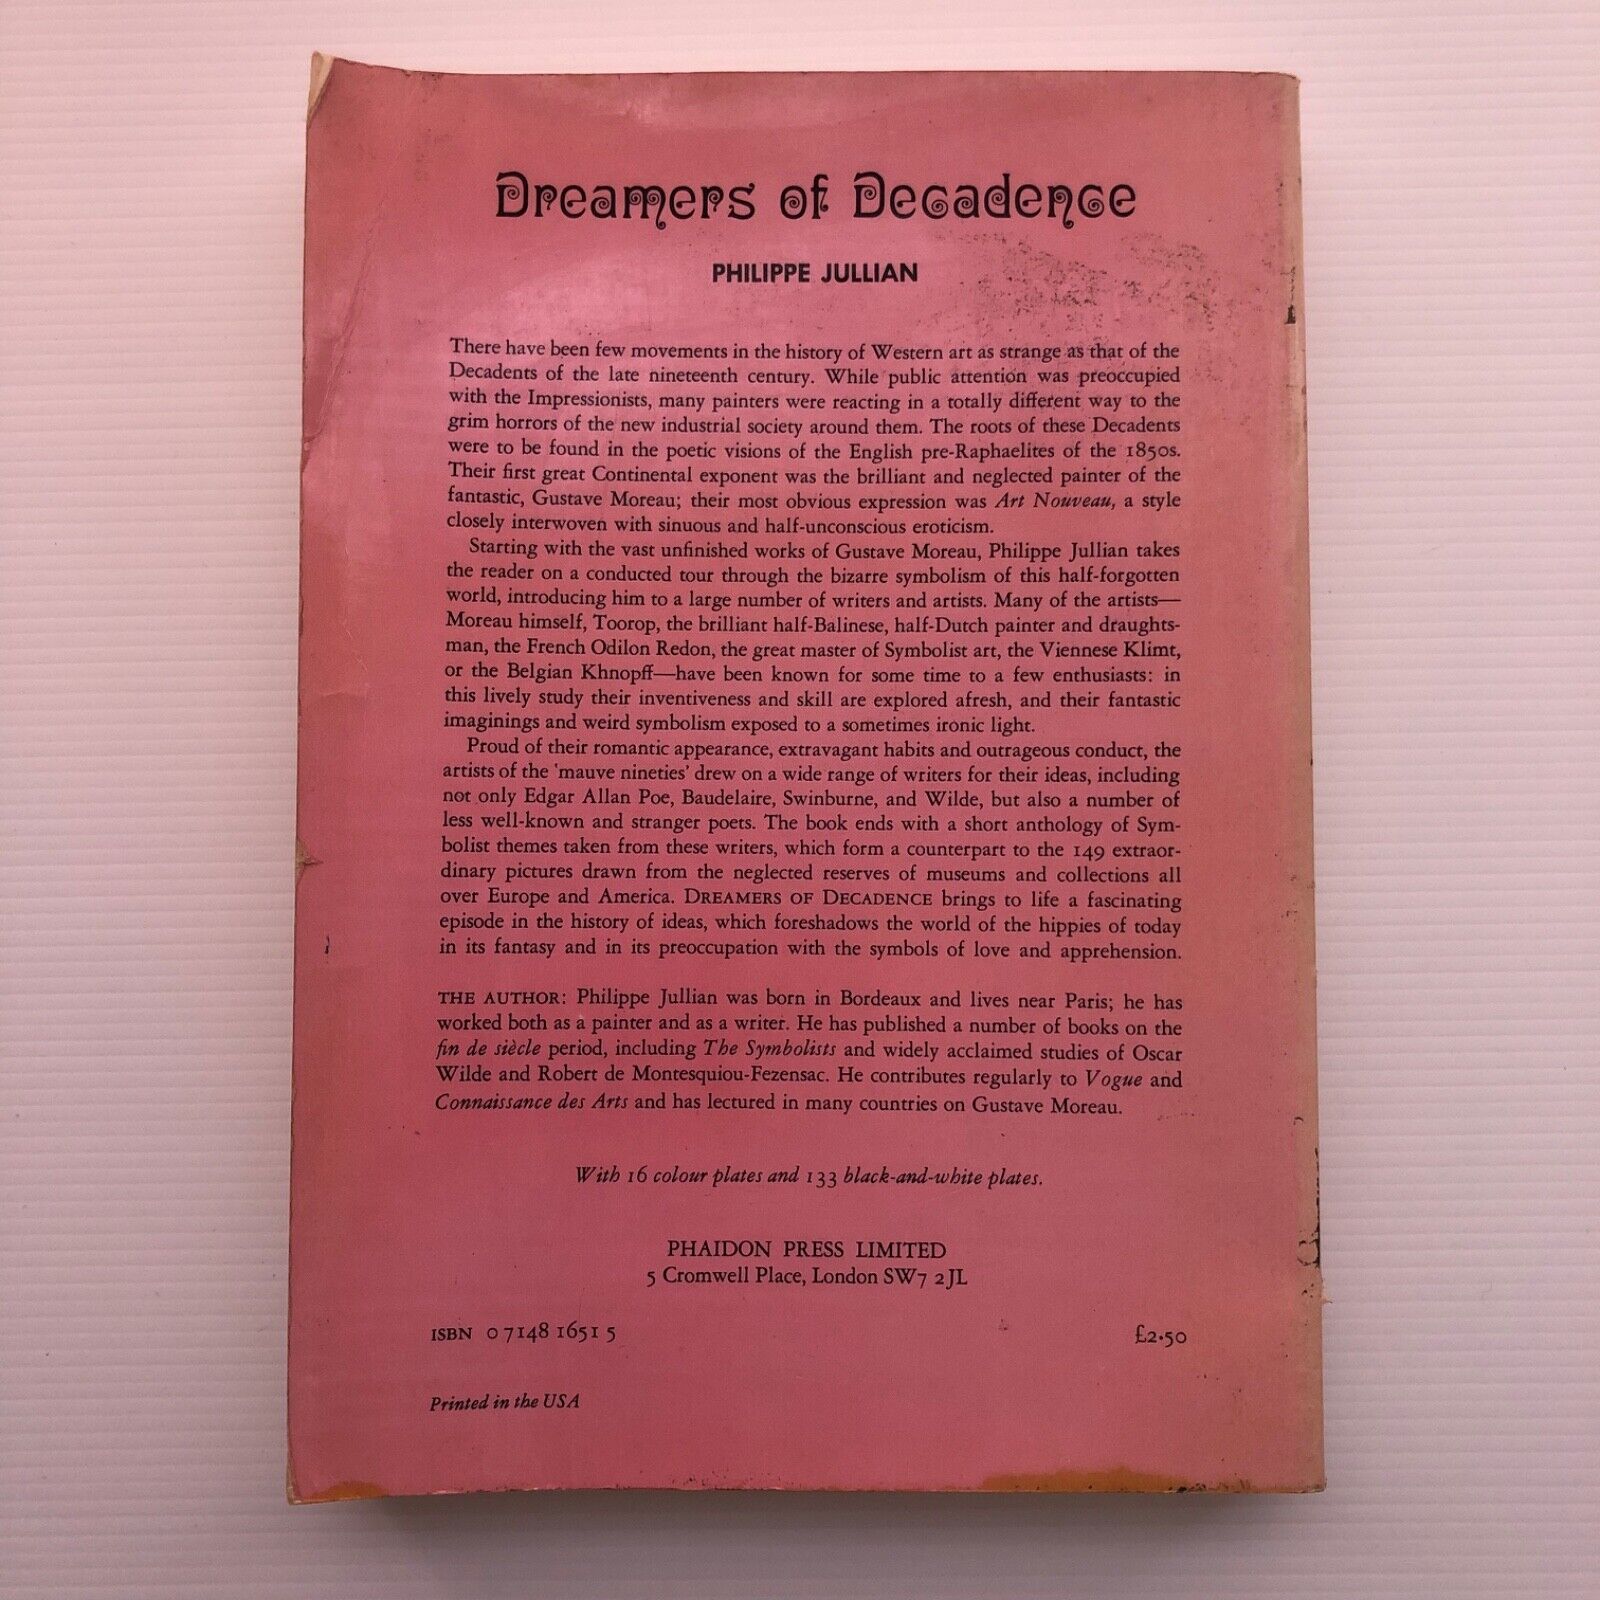 Dreamers of Decadence
PHILIPPE JULLIAN
There have been few movements in the history of Western art as strange as that of the
Decadents of the late nineteenth century. While public attention was preoccupied
with the Impressionists, many painters were reacting in a totally different way to the
grim horrors of the new industrial society around them. The roots of these Decadents
were to be found in the poetic visions of the English pre-Raphaelites of the 1850s.
Their first great Continental exponent was the brilliant and neglected painter of the
fantastic, Gustave Moreau; their most obvious expression was Art Nouveau, a style
closely interwoven with sinuous and half-unconscious eroticism.
Starting with the vast unfinished works of Gustave Moreau, Philippe Jullian takes
the reader on a conducted tour through the bizarre symbolism of this half-forgotten
world, introducing him to a large number of writers and artists. Many of the artists—
Moreau himself, Toorop, the brilliant half-Balinese, half-Dutch painter and draughts-
man, the French Odilon Redon, the great master of Symbolist art, the Viennese Klimt,
or the Belgian Khnopff—have been known for some time to a few enthusiasts: in
this lively study their inventiveness and skill are explored afresh, and their fantastic
imaginings and weird symbolism exposed to a sometimes ironic light.
Proud of their romantic appearance, extravagant habits and outrageous conduct, the
artists of the 'mauve nineties' drew on a wide range of writers for their ideas, including
not only Edgar Allan Poe, Baudelaire, Swinburne, and Wilde, but also a number of
less well-known and stranger poets. The book ends with a short anthology of Sym-
bolist themes taken from these writers, which form a counterpart to the 149 extraor-
dinary pictures drawn from the neglected reserves of museums and collections all
over Europe and America. DREAMERS OF DECADENCE brings to life a fascinating
episode in the history of ideas, which foreshadows the world of the hippies of today
in its fantasy and in its preoccupation with the symbols of love and apprehension.
THE AUTHOR: Philippe Jullian was born in Bordeaux and lives near Paris; he has
worked both as a painter and as a writer. He has published a number of books on the
fin de siècle period, including The Symbolists and widely acclaimed studies of Oscar
Wilde and Robert de Montesquiou-Fezensac. He contributes regularly to Vogue and
Connaissance des Arts and has lectured in many countries on Gustave Moreau.
With 16 colour plates and 133 black-and-white plates.
PHAIDON PRESS LIMITED
5 Cromwell Place, London SW7 2JL
ISBN 0 7148 1651 5
£2·50
Printed in the USA